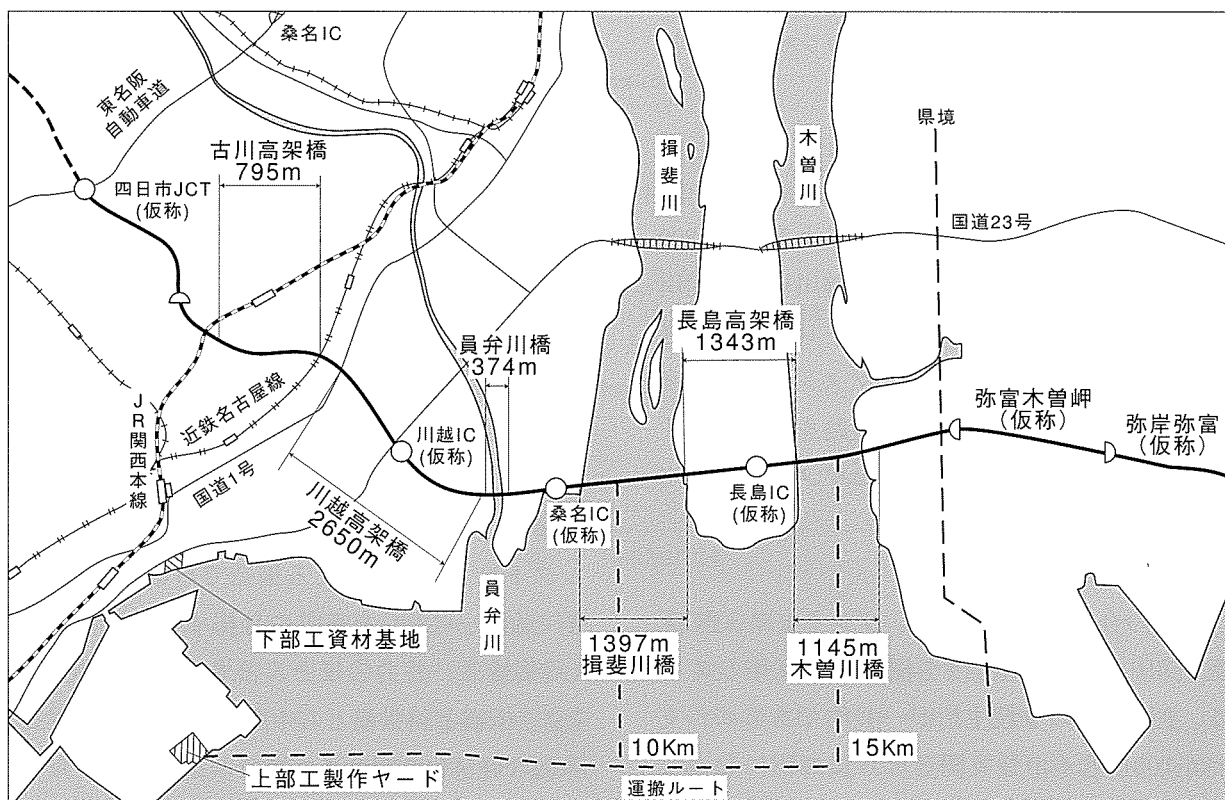 桑名IC
東名阪
自動車道
古川高架橋
795m
四日市JCT
(仮称)
揖斐川
木曽川
県境
国道23号
長島高架橋
1343m
員弁川橋
374m
JR関西本線
近鉄名古屋線
国道1号
川越IC
(仮称)
川越高架橋
2650m
桑名IC
(仮称)
長島IC
(仮称)
弥富木曽岬
(仮称)
弥岸弥富
(仮称)
員弁川
下部工資材基地
1397m
揖斐川橋
1145m
木曽川橋
10Km
15Km
上部工製作ヤード
運搬ルート